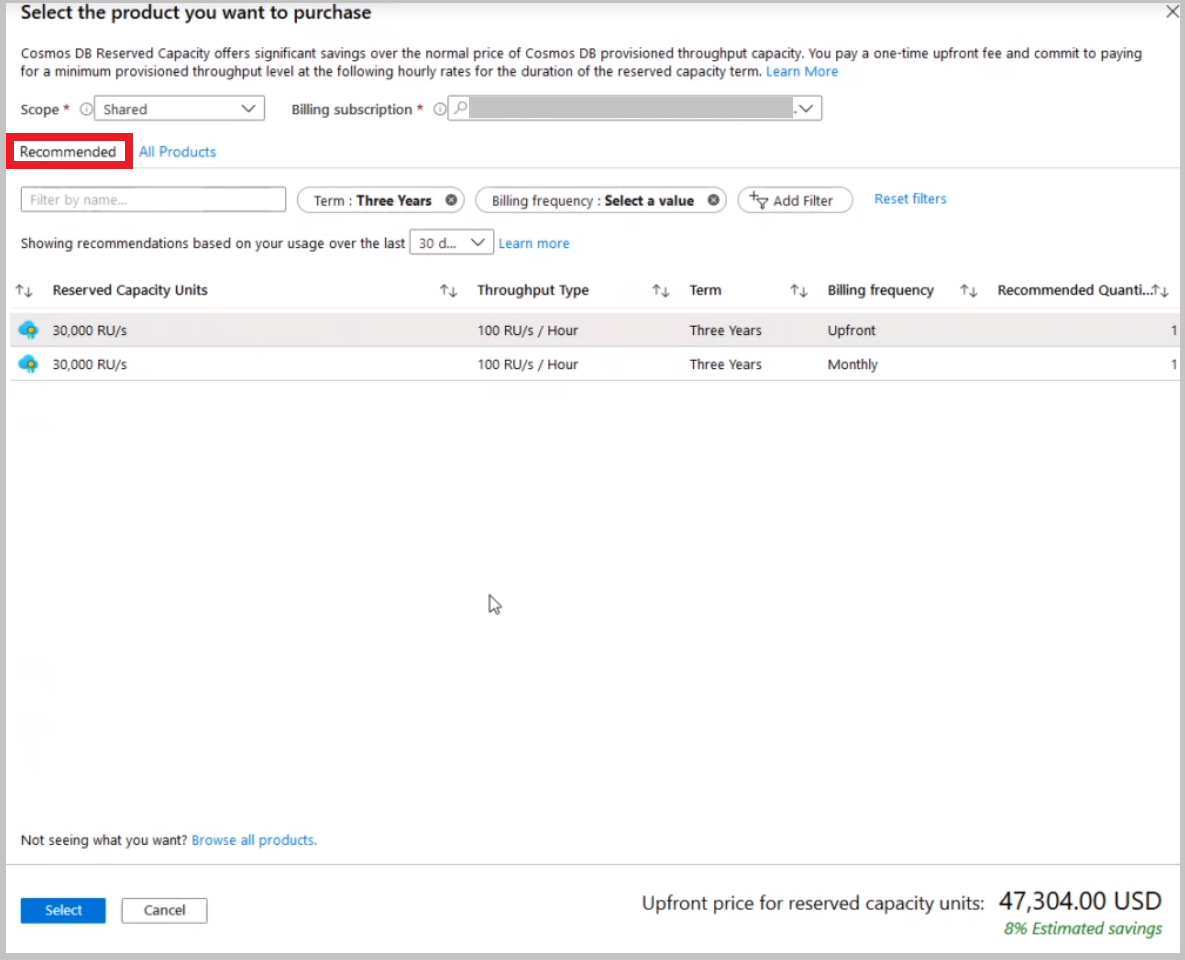 Select the product you want to purchase
Cosmos DB Reserved Capacity offers significant savings over the normal price of Cosmos DB provisioned throughput capacity. You pay a one-time upfront fee and commit to paying
for a minimum provisioned throughput level at the following hourly rates for the duration of the reserved capacity term. Learn More
Scope * Shared Billing subscription *
Recommended All Products
Filter by name... Term : Three Years Billing frequency : Select a value Add Filter Reset filters
Showing recommendations based on your usage over the last 30 d... Learn more
Reserved Capacity Units Throughput Type Term Billing frequency Recommended Quanti...
30,000 RU/s 100 RU/s / Hour Three Years Upfront 1
30,000 RU/s 100 RU/s / Hour Three Years Monthly 1
Not seeing what you want? Browse all products.
Select Cancel Upfront price for reserved capacity units: 47,304.00 USD
8% Estimated savings